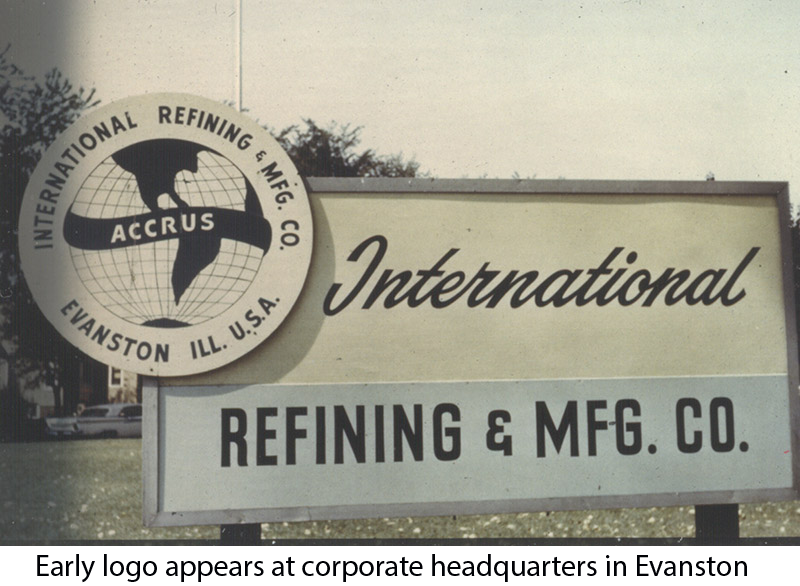 INTERNATIONAL REFINING & MFG. CO.
ACCRUS
EVANSTON ILL. U.S.A.
International
REFINING & MFG. CO.
Early logo appears at corporate headquarters in Evanston